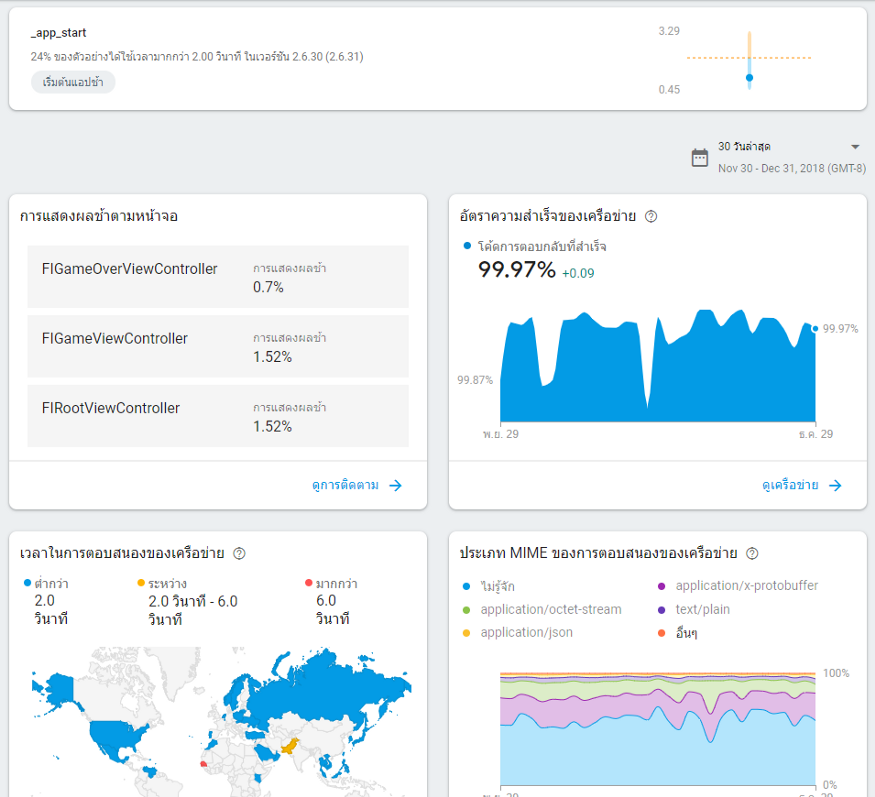 _app_start
24% ของตัวอย่างได้ใช้เวลามากกว่า 2.00 วินาที ในเวอร์ชัน 2.6.30 (2.6.31)
เริ่มต้นแอปช้า
3.29
0.45
30 วันล่าสุด
Nov 30 - Dec 31, 2018 (GMT-8)
การแสดงผลช้าตามหน้าจอ
FIGameOverViewController
การแสดงผลช้า
0.7%
FIGameViewController
การแสดงผลช้า
1.52%
FIRootViewController
การแสดงผลช้า
1.52%
ดูการติดตาม
อัตราความสำเร็จของเครือข่าย
โค้ดการตอบกลับที่สำเร็จ
99.97% +0.09
99.97%
99.87%
พ.ย. 29
ธ.ค. 29
ดูเครือข่าย
เวลาในการตอบสนองของเครือข่าย
ต่ำกว่า
2.0
วินาที
ระหว่าง
2.0 วินาที - 6.0
วินาที
มากกว่า
6.0
วินาที
ประเภท MIME ของการตอบสนองของเครือข่าย
ไม่รู้จัก
application/octet-stream
application/json
application/x-protobuffer
text/plain
อื่นๆ
100%
0%